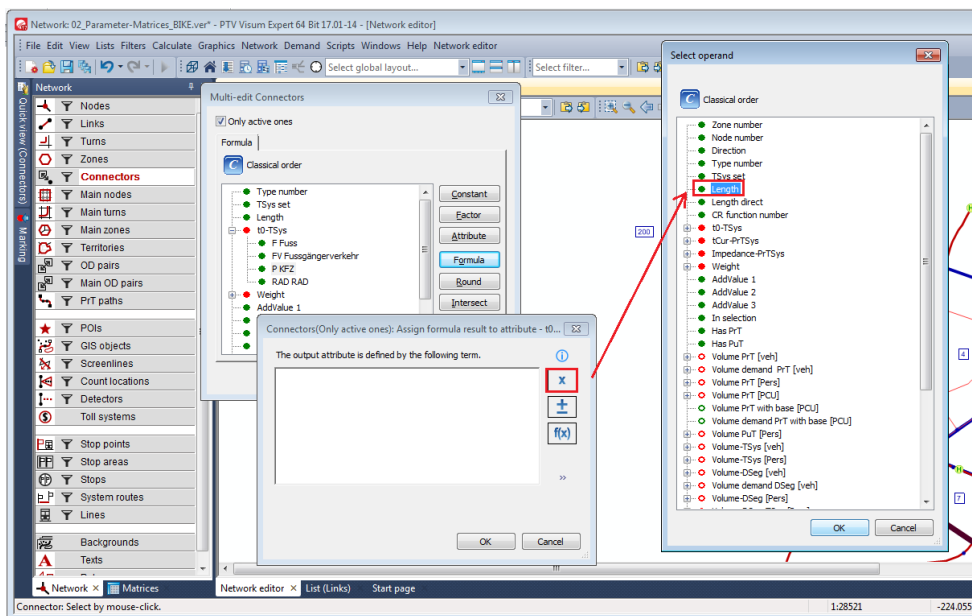 Network: 02_Parameter-Matrices_BIKE.ver* - PTV Visum Expert 64 Bit 17.01-14 - [Network editor]
File Edit View Lists Filters Calculate Graphics Network Demand Scripts Windows Help Network editor
Select global layout...
Select filter...
Quick view (Connectors)
Marking
Network
Nodes
Links
Turns
Zones
Connectors
Main nodes
Main turns
Main zones
Territories
OD pairs
Main OD pairs
PrT paths
POIs
GIS objects
Screenlines
Count locations
Detectors
Toll systems
Stop points
Stop areas
Stops
System routes
Lines
Backgrounds
Texts
Multi-edit Connectors
Only active ones
Formula
Classical order
Type number
TSys set
Length
t0-TSys
F Fuss
FV Fussgängerverkehr
P KFZ
RAD RAD
Weight
AddValue 1
Constant
Factor
Attribute
Formula
Round
Intersect
Connectors(Only active ones): Assign formula result to attribute - t0...
The output attribute is defined by the following term.
x
±
f(x)
»
OK
Cancel
Select operand
Classical order
Zone number
Node number
Direction
Type number
TSys set
Length
Length direct
CR function number
t0-TSys
tCur-PrTSys
Impedance-PrTSys
Weight
AddValue 1
AddValue 2
AddValue 3
In selection
Has PrT
Has PuT
Volume PrT [veh]
Volume demand PrT [veh]
Volume PrT [Pers]
Volume PrT [PCU]
Volume PrT with base [PCU]
Volume demand PrT with base [PCU]
Volume PuT [Pers]
Volume-TSys [veh]
Volume-TSys [Pers]
Volume-DSeg [veh]
Volume demand DSeg [veh]
Volume-DSeg [Pers]
OK
Cancel
200
4
7
Network
Matrices
Network editor
List (Links)
Start page
Connector: Select by mouse-click.
1:28521
-224.055